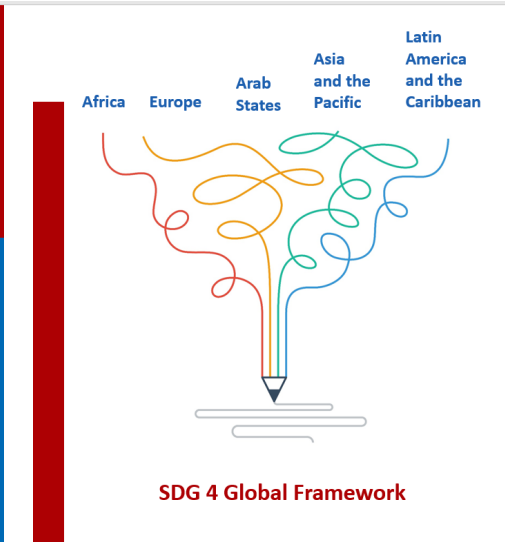 Africa
Europe
Arab
States
Asia
and the
Pacific
Latin
America
and the
Caribbean
SDG 4 Global Framework